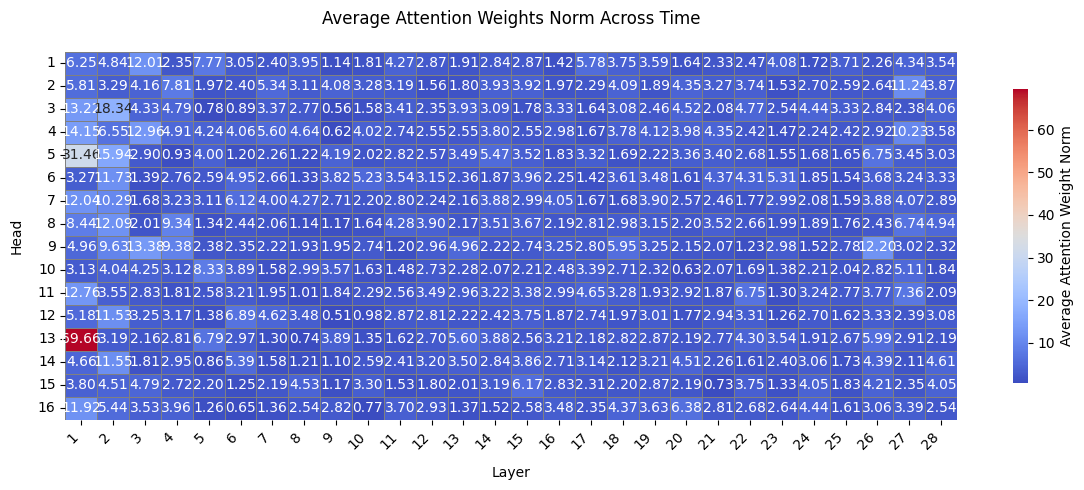 Average Attention Weights Norm Across Time
1 6.25 4.84 12.01 2.35 7.77 3.05 2.40 3.95 1.14 1.81 4.27 2.87 1.91 2.84 2.87 1.42 5.78 3.75 3.59 1.64 2.33 2.47 4.08 1.72 3.71 2.26 4.34 3.54
2 5.81 3.29 4.16 7.81 1.97 2.40 5.34 3.11 4.08 3.12 3.79 1.56 1.80 3.93 3.92 1.97 2.29 4.09 1.89 4.35 3.27 3.74 1.53 2.70 2.59 2.64 11.24 3.87
3 13.22 18.34 4.33 4.79 0.78 0.89 3.37 2.77 0.56 1.58 3.41 2.35 3.93 3.09 1.78 3.33 1.64 3.08 2.46 4.52 2.08 4.77 2.54 4.44 3.33 2.84 2.38 4.06
4 14.15 6.55 12.96 4.91 4.24 4.06 5.60 4.64 0.62 4.02 2.74 2.55 2.55 3.80 2.55 2.98 1.67 3.78 4.12 3.98 4.35 2.42 1.47 2.24 2.42 2.92 10.23 3.58
5 31.46 15.94 2.90 0.93 4.00 1.20 2.26 1.22 4.19 2.02 2.82 2.57 3.49 5.47 3.52 1.83 3.32 1.69 2.22 3.36 3.40 2.68 1.55 1.68 1.65 6.75 3.45 3.03
6 3.27 11.73 1.39 2.76 2.59 4.95 2.66 1.33 3.82 5.23 3.54 3.15 2.36 1.87 3.96 2.25 1.42 3.61 3.48 1.61 4.37 4.31 5.31 1.85 1.54 3.68 3.24 3.33
7 12.04 10.29 1.68 3.23 3.11 6.12 4.00 4.27 2.71 2.20 2.80 2.24 2.16 3.88 2.99 4.05 1.67 1.68 3.90 2.57 2.46 1.77 2.99 2.08 1.59 3.88 4.07 2.89
8 8.44 12.09 2.01 9.34 1.34 2.44 2.06 1.14 1.17 1.64 4.28 3.90 2.17 3.51 3.67 2.19 2.81 2.98 3.15 2.20 3.52 2.66 2.99 1.89 1.76 2.43 6.74 4.94
9 4.96 9.63 13.38 9.38 2.38 2.35 2.22 1.93 1.95 2.74 1.20 2.96 4.96 2.22 2.74 3.25 2.80 5.95 3.25 2.15 2.07 1.23 2.98 1.52 2.78 12.20 3.02 2.32
10 3.13 4.04 4.25 3.12 8.33 3.89 1.58 2.99 3.57 1.63 1.48 2.73 2.28 2.07 2.21 2.48 3.39 2.71 2.32 0.63 2.07 1.69 1.38 2.21 2.04 2.82 5.11 1.84
11 12.76 3.55 2.83 1.81 2.58 3.21 1.95 1.01 1.84 2.29 2.56 3.49 2.96 3.22 3.38 2.99 4.65 3.28 1.93 2.92 1.87 6.75 1.30 3.24 2.77 3.77 7.36 2.09
12 5.18 11.53 3.25 3.17 1.38 6.89 4.62 3.48 0.51 0.98 2.87 2.81 2.22 2.42 3.75 1.87 2.74 1.97 3.01 1.77 2.94 3.31 1.26 2.70 1.62 3.33 2.39 3.08
13 69.66 3.19 2.16 2.81 6.79 2.97 1.30 0.74 3.89 1.35 1.62 2.70 5.60 3.88 2.56 3.21 2.18 2.82 2.87 2.19 2.77 4.30 3.54 1.91 2.67 5.99 2.91 2.19
14 4.66 11.55 1.81 2.95 0.86 5.39 1.58 1.21 1.10 2.59 2.41 3.20 3.50 2.84 3.86 2.71 3.14 2.12 3.21 4.51 2.26 1.61 2.40 3.06 1.73 4.39 2.11 4.61
15 3.80 4.51 4.79 2.72 2.20 1.25 2.19 4.53 1.17 3.30 1.53 1.80 2.01 3.19 6.17 2.83 2.31 2.20 2.87 2.19 0.73 3.75 1.33 4.05 1.83 4.21 2.35 4.05
16 11.92 5.44 3.53 3.96 1.26 0.65 1.36 2.54 2.82 0.77 3.70 2.93 1.37 1.52 2.58 3.48 2.35 4.37 3.63 6.38 2.81 2.68 2.64 4.44 1.61 3.06 3.39 2.54
1 2 3 4 5 6 7 8 9 10 11 12 13 14 15 16 17 18 19 20 21 22 23 24 25 26 27 28
Layer
Head
60
50
40
30
20
10
Average Attention Weight Norm